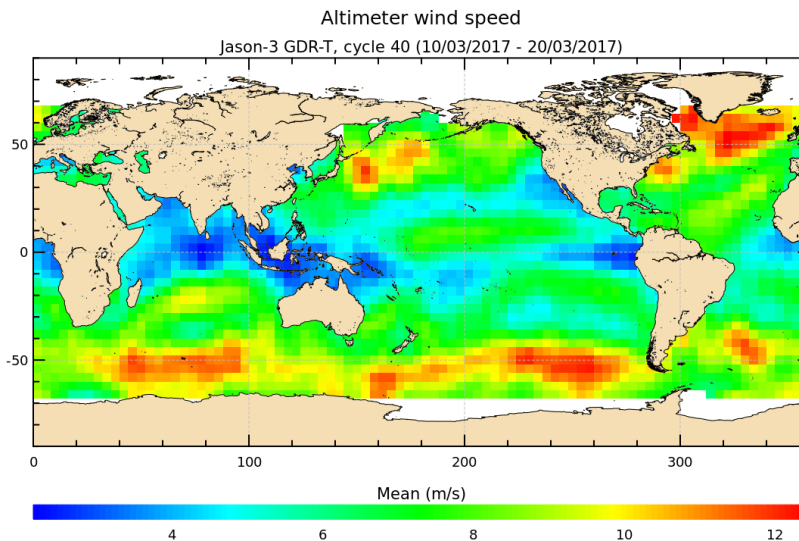 Altimeter wind speed
Jason-3 GDR-T, cycle 40 (10/03/2017 - 20/03/2017)
50
0
-50
0 100 200 300
Mean (m/s)
4 6 8 10 12